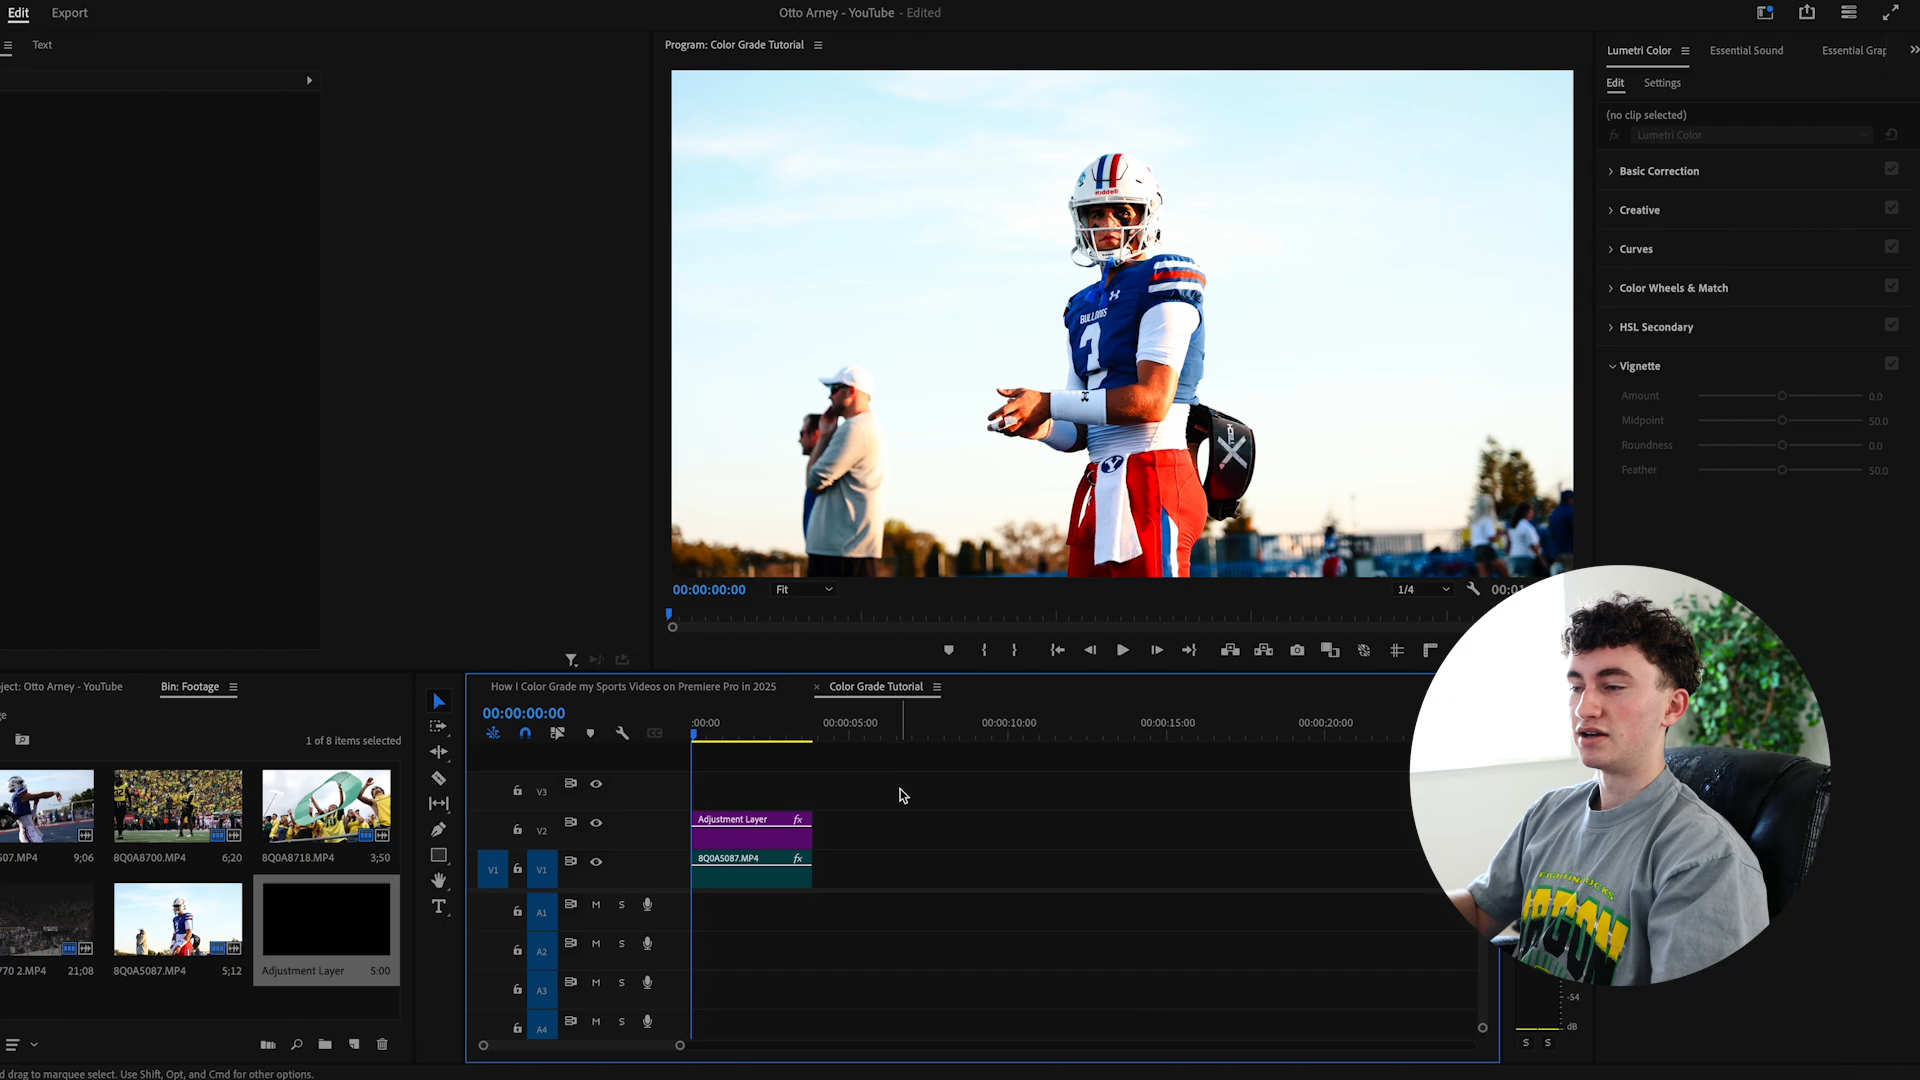 Edit
Export
Otto Arney - YouTube - Edited
Text
Program: Color Grade Tutorial
Lumetri Color
Essential Sound
Essential Grap
Edit
Settings
(no clip selected)
fx
Lumetri Color
Basic Correction
Creative
Curves
Color Wheels & Match
HSL Secondary
Vignette
Amount
0.0
Midpoint
50.0
Roundness
0.0
Feather
50.0
Riddell
BULLDOGS
3
XTECH
Y
00:00:00:00
Fit
1/4
00:0
ject: Otto Arney - YouTube
Bin: Footage
ge
1 of 8 items selected
507.MP4
9;06
8Q0A8700.MP4
6;20
8Q0A8718.MP4
3;50
770 2.MP4
21;08
8Q0A5087.MP4
5;12
Adjustment Layer
5:00
How I Color Grade my Sports Videos on Premiere Pro in 2025
Color Grade Tutorial
00:00:00:00
:00:00
00:00:05:00
00:00:10:00
00:00:15:00
00:00:20:00
V3
V2
Adjustment Layer
fx
V1
V1
8Q0A5087.MP4
fx
A1
M
S
A2
M
S
A3
M
S
A4
M
S
FIGHTIN' DUCKS
-54
dB
S
S
d drag to marquee select. Use Shift, Opt, and Cmd for other options.